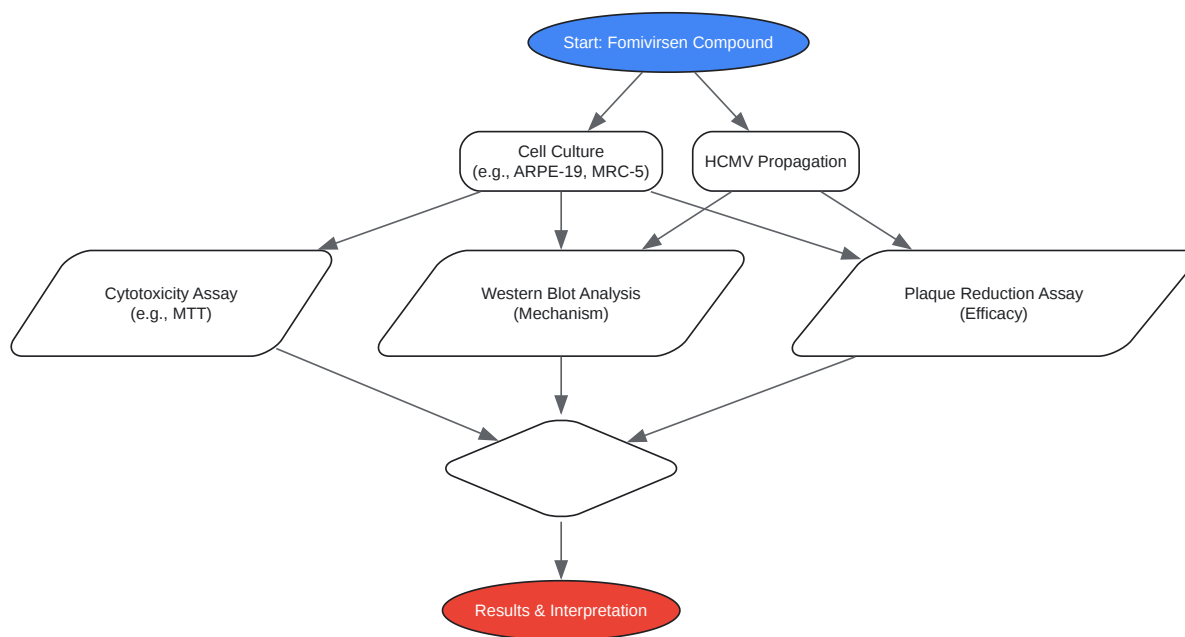 Start: Fomivirsen Compound
Cell Culture
(e.g., ARPE-19, MRC-5)
HCMV Propagation
Cytotoxicity Assay
(e.g., MTT)
Western Blot Analysis
(Mechanism)
Plaque Reduction Assay
(Efficacy)
Results & Interpretation